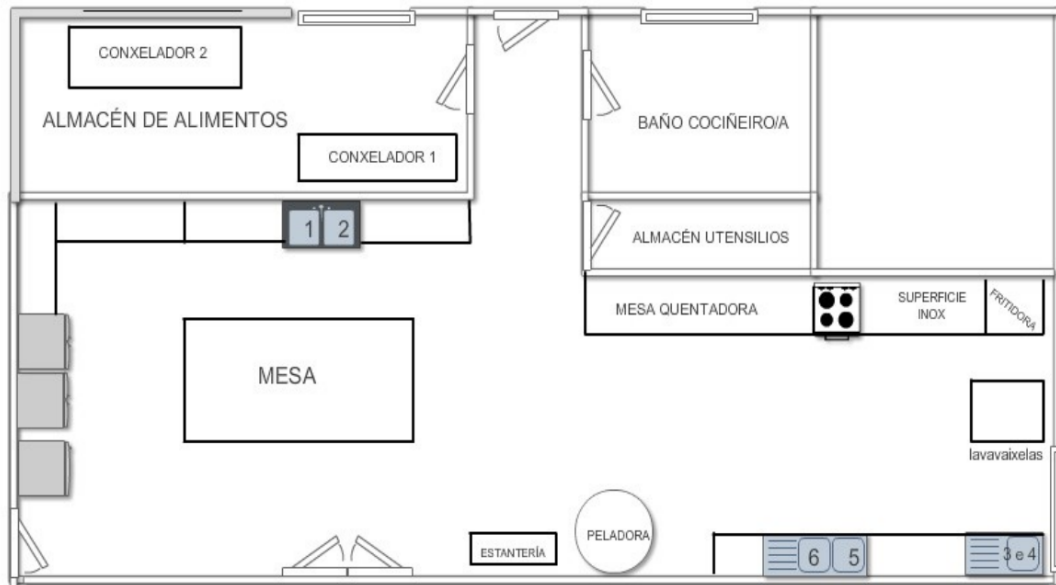 CONXELADOR 2
ALMACÉN DE ALIMENTOS
CONXELADOR 1
BAÑO COCIÑEIRO/A
1 2
ALMACÉN UTENSILIOS
MESA QUENTADORA
SUPERFICIE
INOX
FRITIDORA
MESA
lavavaixelas
PELADORA
ESTANTERÍA
6 5
3 e 4